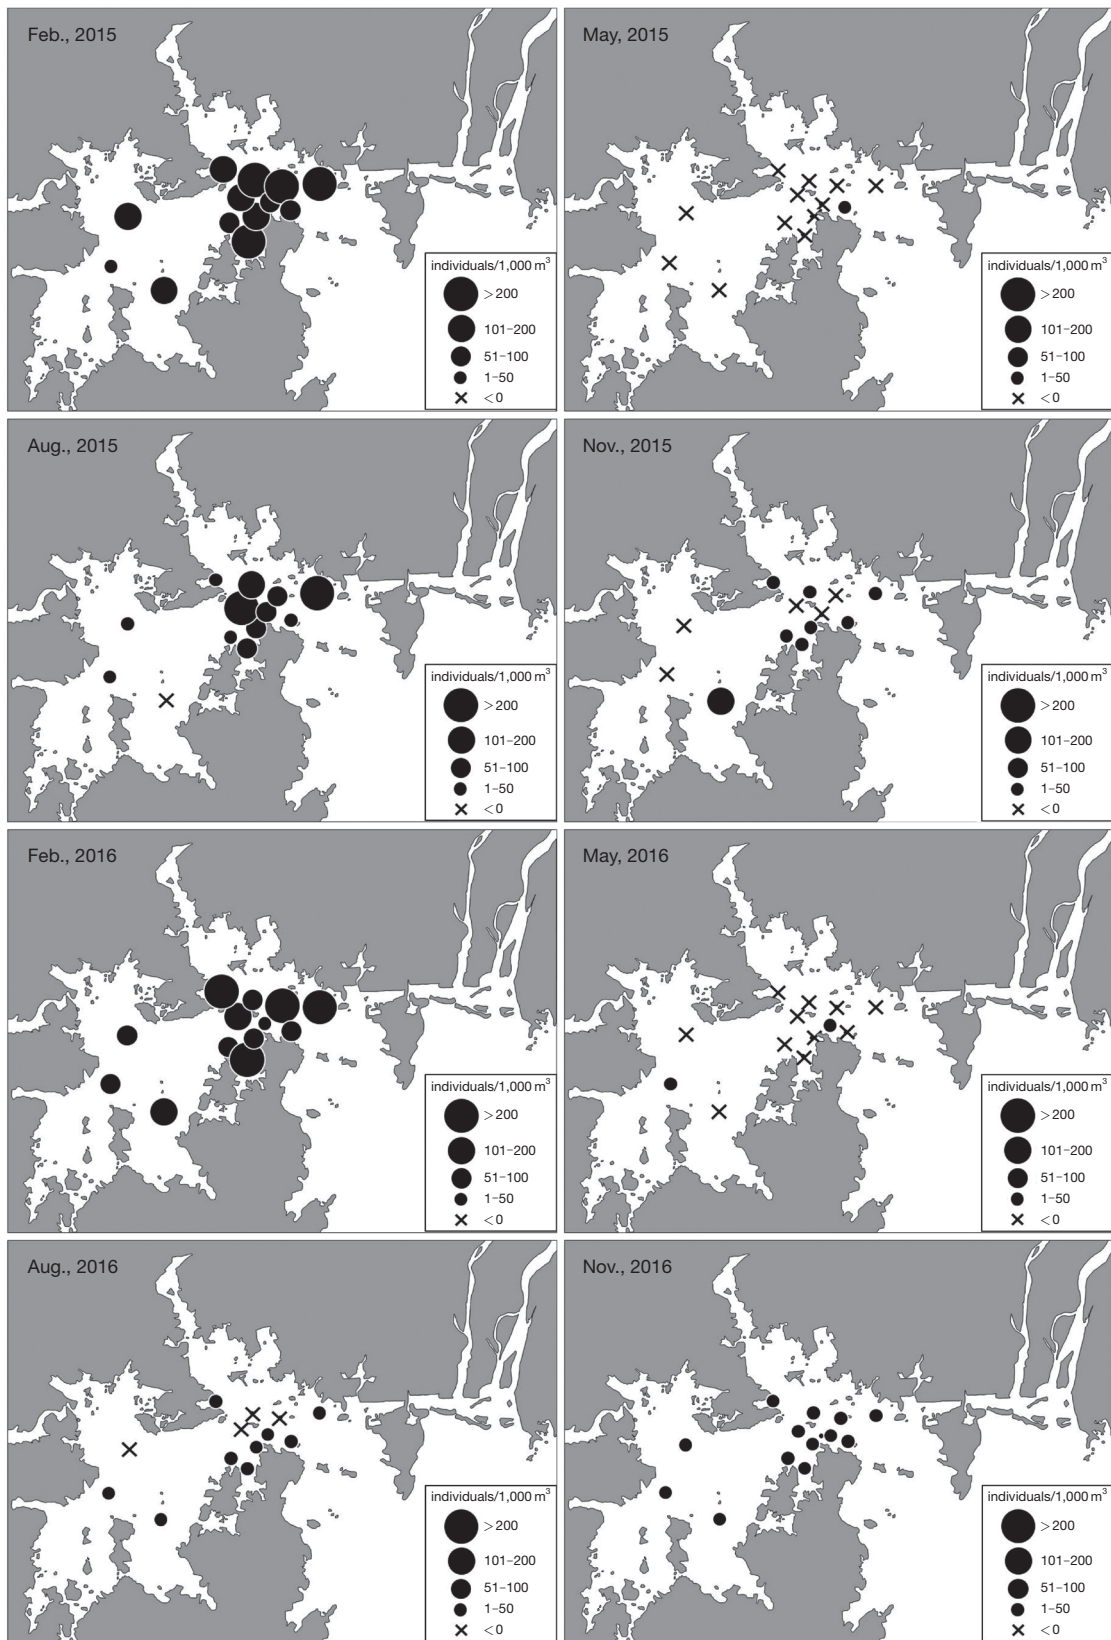 Feb., 2015
individuals/1,000 m³
>200
101–200
51–100
1–50
<0
May, 2015
individuals/1,000 m³
>200
101–200
51–100
1–50
<0
Aug., 2015
individuals/1,000 m³
>200
101–200
51–100
1–50
<0
Nov., 2015
individuals/1,000 m³
>200
101–200
51–100
1–50
<0
Feb., 2016
individuals/1,000 m³
>200
101–200
51–100
1–50
<0
May, 2016
individuals/1,000 m³
>200
101–200
51–100
1–50
<0
Aug., 2016
individuals/1,000 m³
>200
101–200
51–100
1–50
<0
Nov., 2016
individuals/1,000 m³
>200
101–200
51–100
1–50
<0